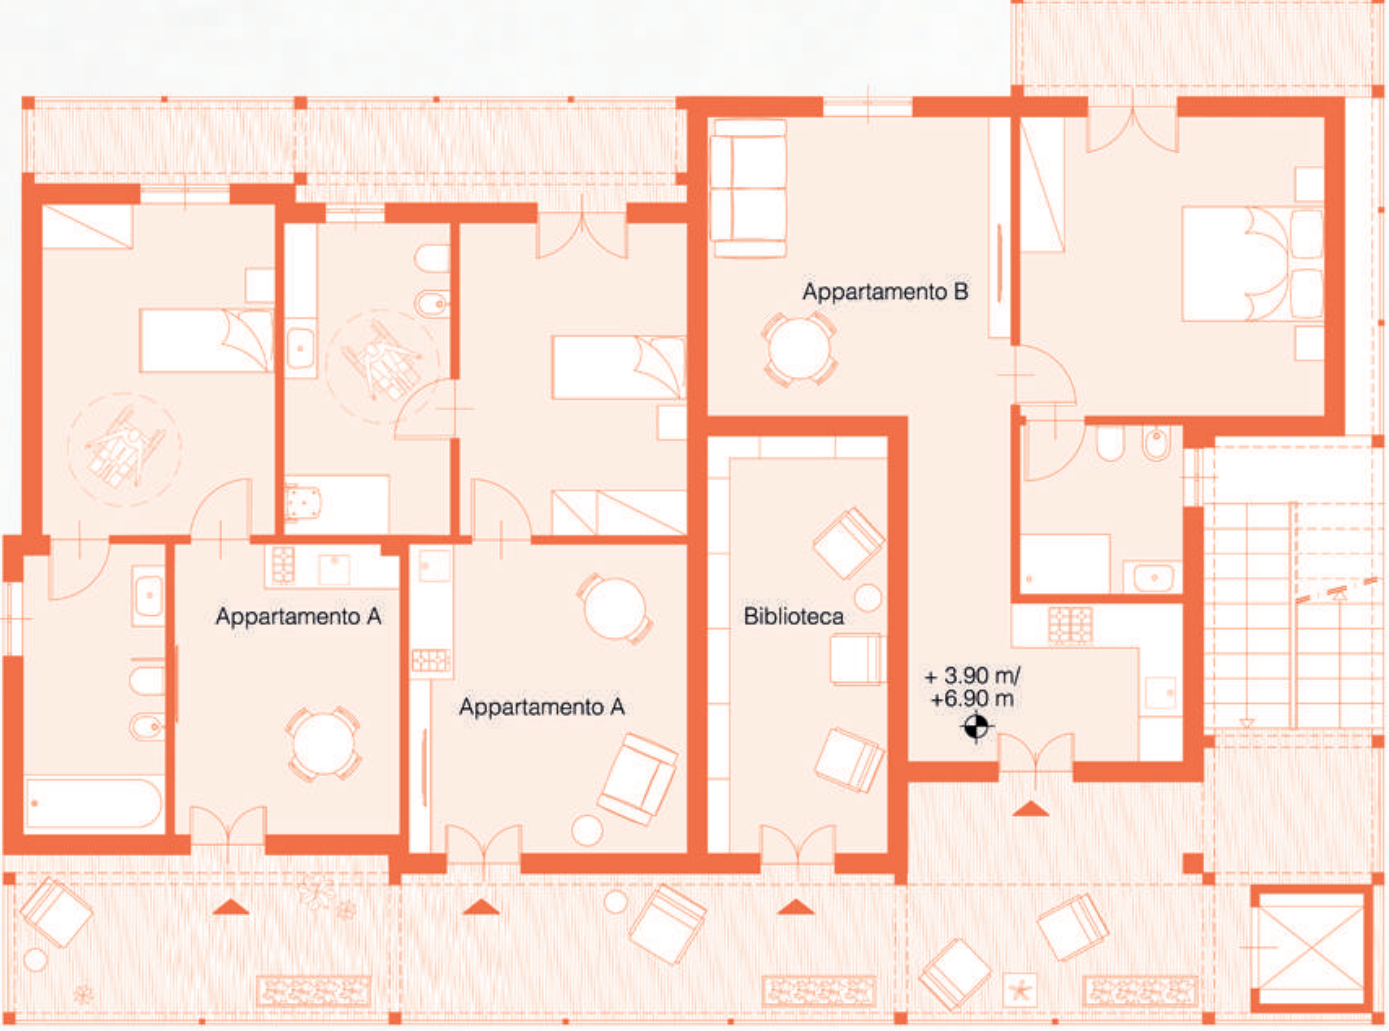 Appartamento B
Appartamento A
Biblioteca
Appartamento A
+ 3.90 m/
+6.90 m